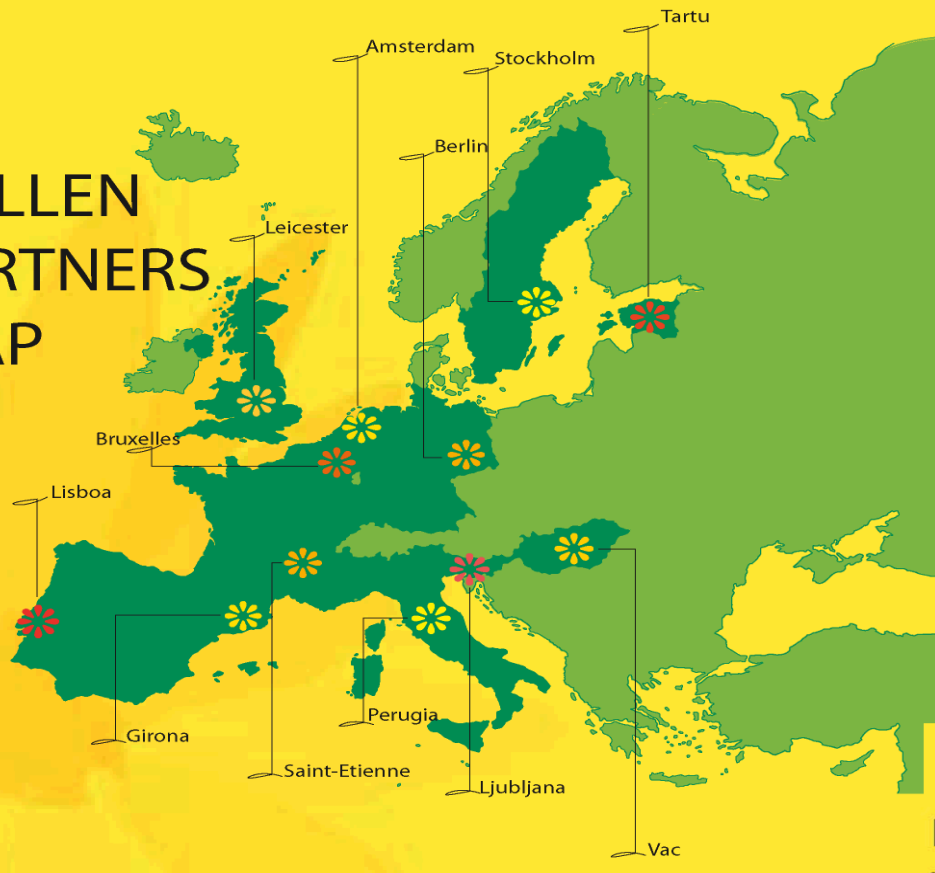 Tartu
Amsterdam
Stockholm
Berlin
LLEN
Leicester
RTNERS
AP
Bruxelles
Lisboa
Perugia
Girona
Saint-Etienne
Ljubljana
Vac